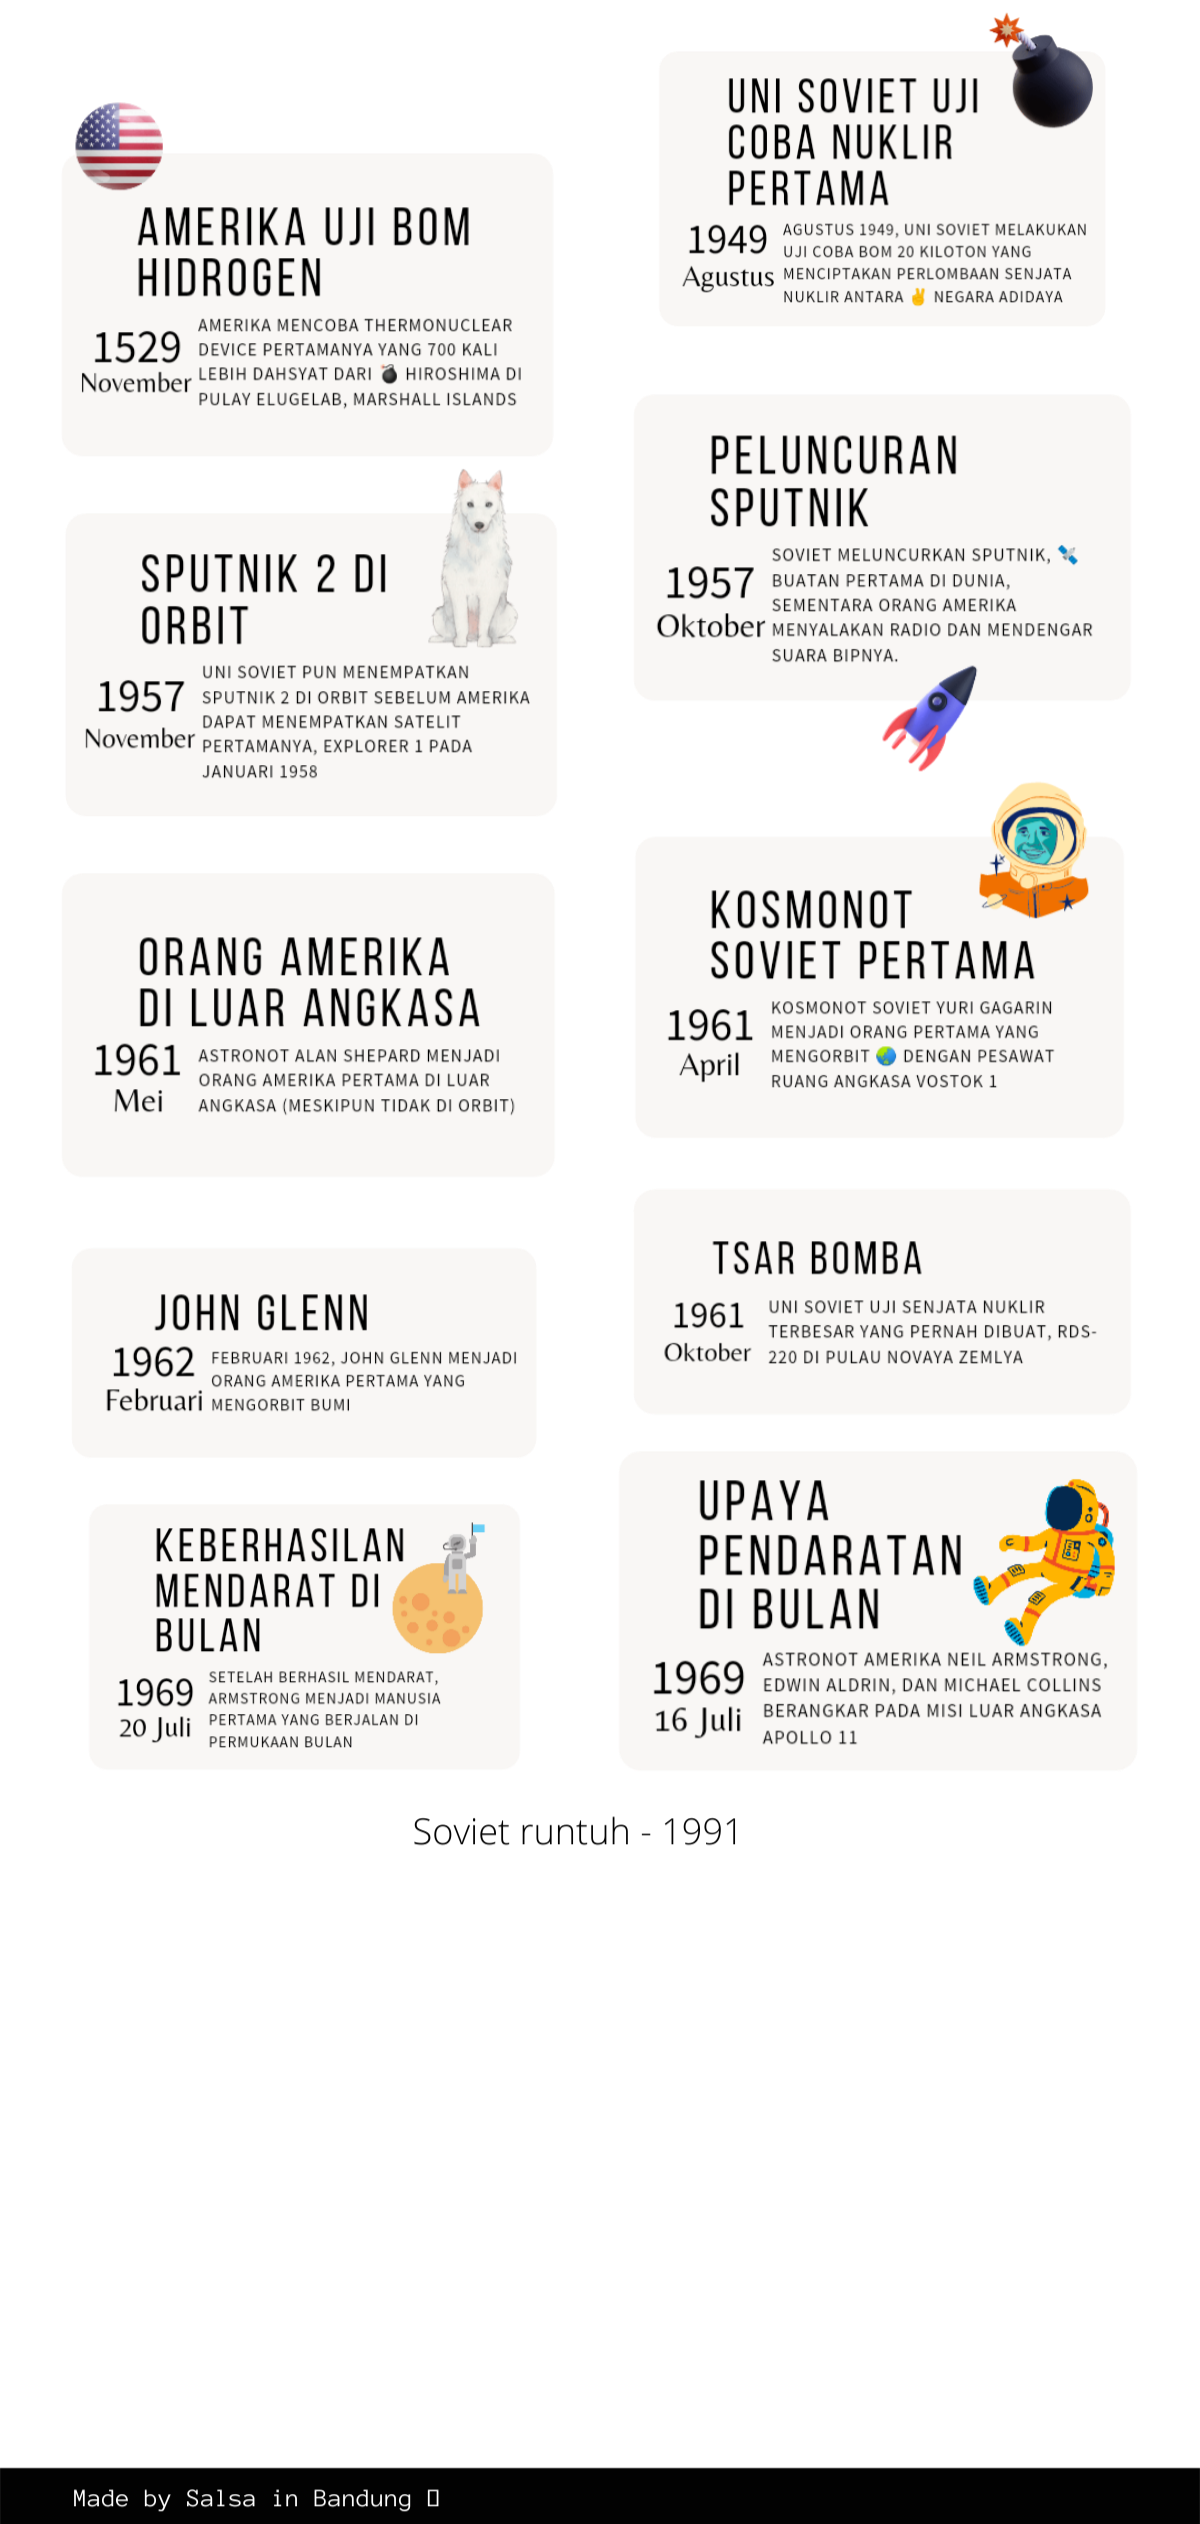 UNI SOVIET UJI
COBA NUKLIR
PERTAMA
1949
Agustus
AGUSTUS 1949, UNI SOVIET MELAKUKAN
UJI COBA BOM 20 KILOTON YANG
MENCIPTAKAN PERLOMBAAN SENJATA
NUKLIR ANTARA ✌ NEGARA ADIDAYA
AMERIKA UJI BOM
HIDROGEN
1529
November
AMERIKA MENCOBA THERMONUCLEAR
DEVICE PERTAMANYA YANG 700 KALI
LEBIH DAHSYAT DARI 💣 HIROSHIMA DI
PULAY ELUGELAB, MARSHALL ISLANDS
PELUNCURAN
SPUTNIK
1957
Oktober
SOVIET MELUNCURKAN SPUTNIK, 🛰
BUATAN PERTAMA DI DUNIA,
SEMENTARA ORANG AMERIKA
MENYALAKAN RADIO DAN MENDENGAR
SUARA BIPNYA.
SPUTNIK 2 DI
ORBIT
1957
November
UNI SOVIET PUN MENEMPATKAN
SPUTNIK 2 DI ORBIT SEBELUM AMERIKA
DAPAT MENEMPATKAN SATELIT
PERTAMANYA, EXPLORER 1 PADA
JANUARI 1958
KOSMONOT
SOVIET PERTAMA
1961
April
KOSMONOT SOVIET YURI GAGARIN
MENJADI ORANG PERTAMA YANG
MENGORBIT 🌏 DENGAN PESAWAT
RUANG ANGKASA VOSTOK 1
ORANG AMERIKA
DI LUAR ANGKASA
1961
Mei
ASTRONOT ALAN SHEPARD MENJADI
ORANG AMERIKA PERTAMA DI LUAR
ANGKASA (MESKIPUN TIDAK DI ORBIT)
TSAR BOMBA
1961
Oktober
UNI SOVIET UJI SENJATA NUKLIR
TERBESAR YANG PERNAH DIBUAT, RDS-
220 DI PULAU NOVAYA ZEMLYA
JOHN GLENN
1962
Februari
FEBRUARI 1962, JOHN GLENN MENJADI
ORANG AMERIKA PERTAMA YANG
MENGORBIT BUMI
UPAYA
PENDARATAN
DI BULAN
1969
16 Juli
ASTRONOT AMERIKA NEIL ARMSTRONG,
EDWIN ALDRIN, DAN MICHAEL COLLINS
BERANGKAR PADA MISI LUAR ANGKASA
APOLLO 11
KEBERHASILAN
MENDARAT DI
BULAN
1969
20 Juli
SETELAH BERHASIL MENDARAT,
ARMSTRONG MENJADI MANUSIA
PERTAMA YANG BERJALAN DI
PERMUKAAN BULAN
Soviet runtuh - 1991
Made by Salsa in Bandung